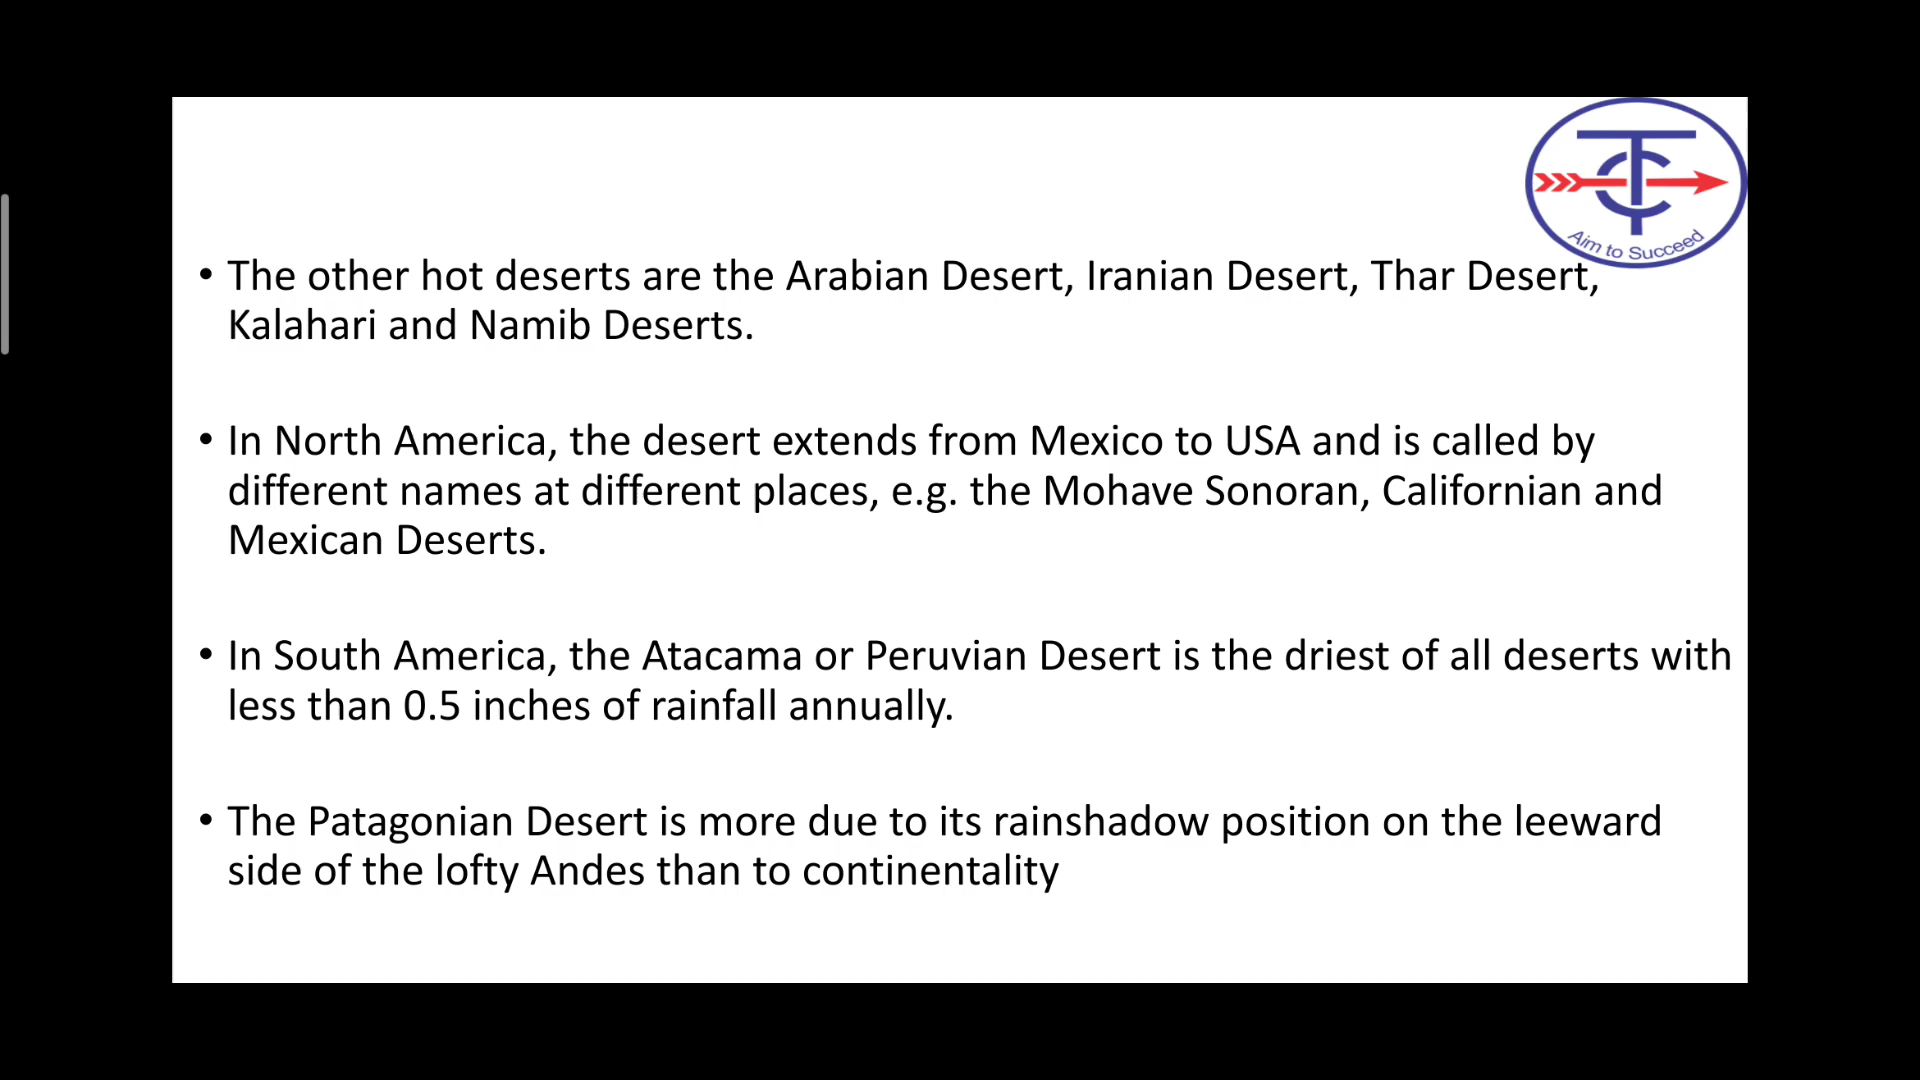 Aim to Succeed
• The other hot deserts are the Arabian Desert, Iranian Desert, Thar Desert,
Kalahari and Namib Deserts.
• In North America, the desert extends from Mexico to USA and is called by
different names at different places, e.g. the Mohave Sonoran, Californian and
Mexican Deserts.
• In South America, the Atacama or Peruvian Desert is the driest of all deserts with
less than 0.5 inches of rainfall annually.
• The Patagonian Desert is more due to its rainshadow position on the leeward
side of the lofty Andes than to continentality